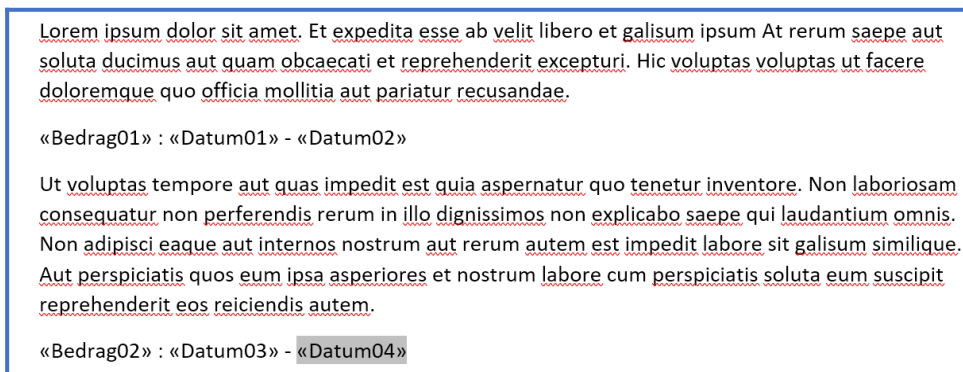 Lorem ipsum dolor sit amet. Et expedita esse ab velit libero et galisum ipsum At rerum saepe aut
soluta ducimus aut quam obcaecati et reprehenderit excepturi. Hic voluptas voluptas ut facere
doloremque quo officia mollitia aut pariatur recusandae.
«Bedrag01» : «Datum01» - «Datum02»
Ut voluptas tempore aut quas impedit est quia aspernatur quo tenetur inventore. Non laboriosam
consequatur non perferendis rerum in illo dignissimos non explicabo saepe qui laudantium omnis.
Non adipisci eaque aut internos nostrum aut rerum autem est impedit labore sit galisum similique.
Aut perspiciatis quos eum ipsa asperiores et nostrum labore cum perspiciatis soluta eum suscipit
reprehenderit eos reiciendis autem.
«Bedrag02» : «Datum03» - «Datum04»